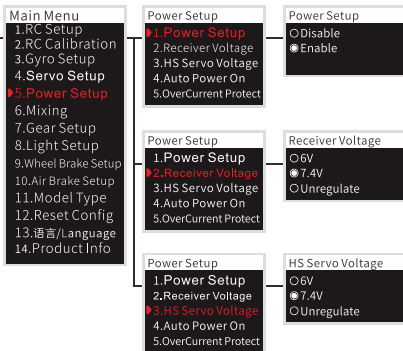 Main Menu
1.RC Setup
2.RC Calibration
3.Gyro Setup
4.Servo Setup
5.Power Setup
6.Mixing
7.Gear Setup
8.Light Setup
9.Wheel Brake Setup
10.Air Brake Setup
11.Model Type
12.Reset Config
13.语言/Language
14.Product Info
Power Setup
1.Power Setup
2.Receiver Voltage
3.HS Servo Voltage
4.Auto Power On
5.OverCurrent Protect
Power Setup
Disable
Enable
Power Setup
1.Power Setup
2.Receiver Voltage
3.HS Servo Voltage
4.Auto Power On
5.OverCurrent Protect
Receiver Voltage
6V
7.4V
Unregulate
Power Setup
1.Power Setup
2.Receiver Voltage
3.HS Servo Voltage
4.Auto Power On
5.OverCurrent Protect
HS Servo Voltage
6V
7.4V
Unregulate